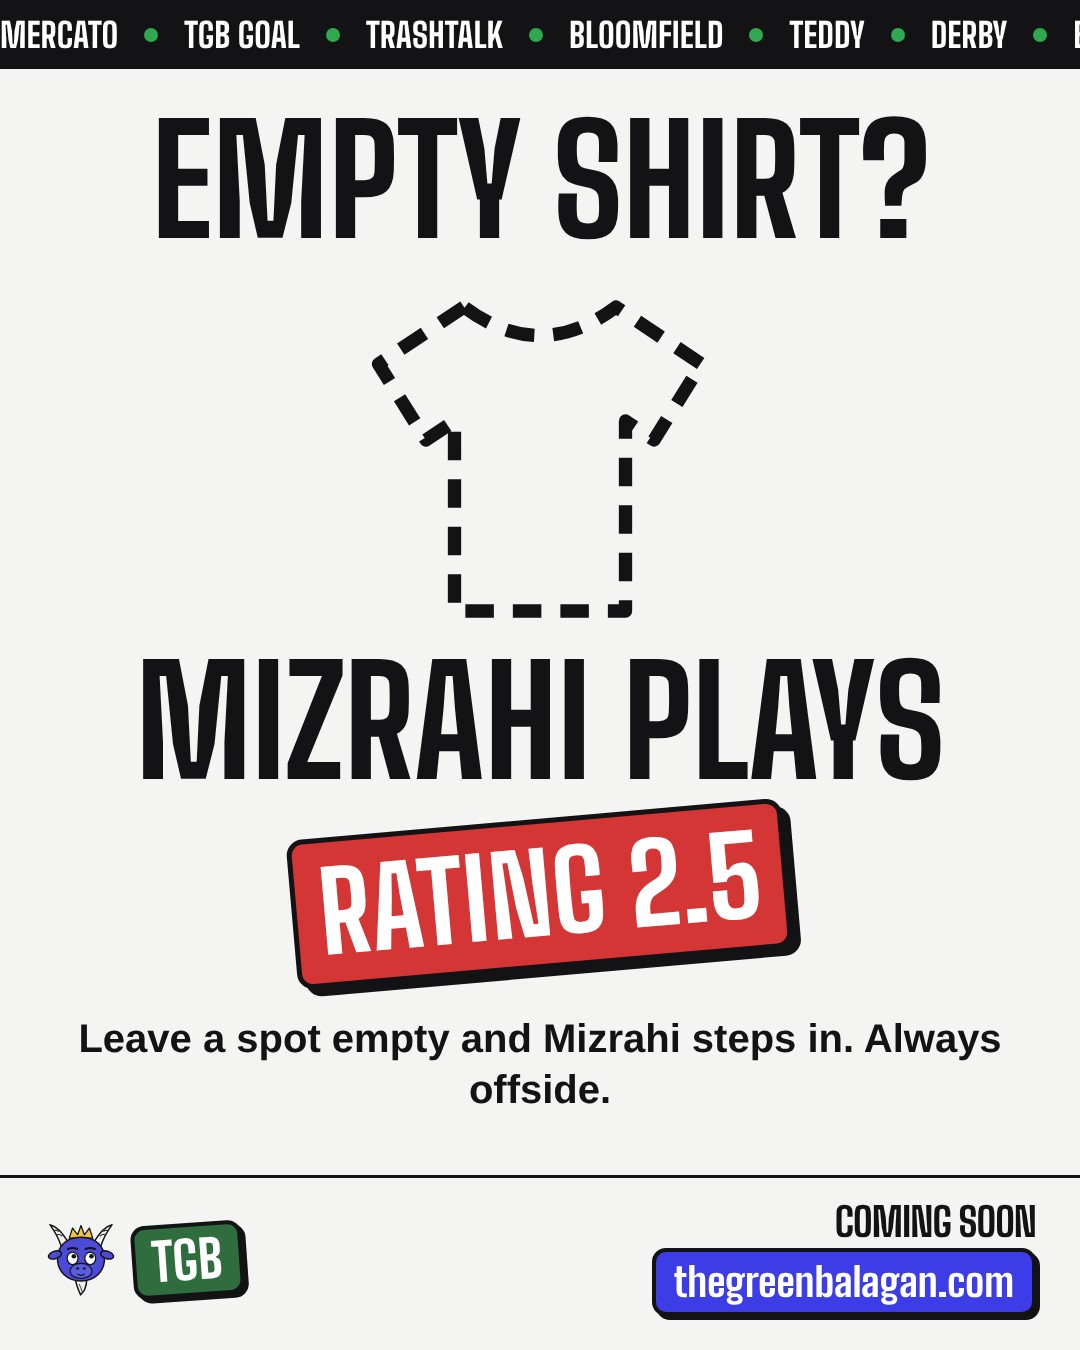 MERCATO • TGB GOAL • TRASHTALK • BLOOMFIELD • TEDDY • DERBY •
EMPTY SHIRT?
MIZRAHI PLAYS
RATING 2.5
Leave a spot empty and Mizrahi steps in. Always
offside.
TGB
COMING SOON
thegreenbalagan.com